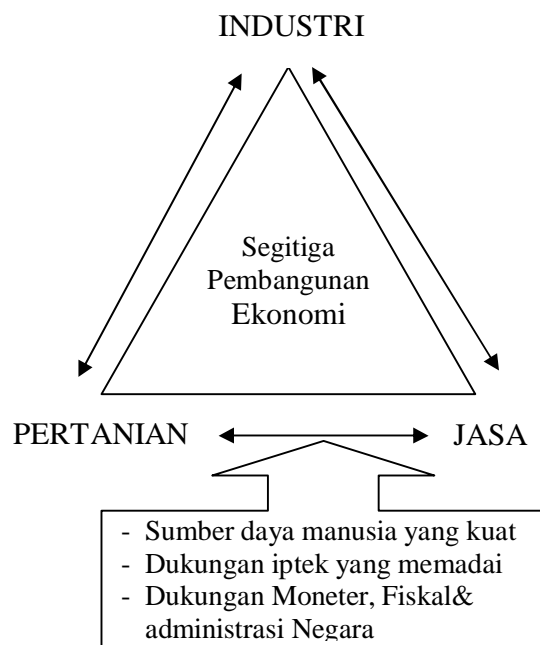 INDUSTRI
Segitiga
Pembangunan
Ekonomi
PERTANIAN
JASA
- Sumber daya manusia yang kuat
- Dukungan iptek yang memadai
- Dukungan Moneter, Fiskal&
administrasi Negara